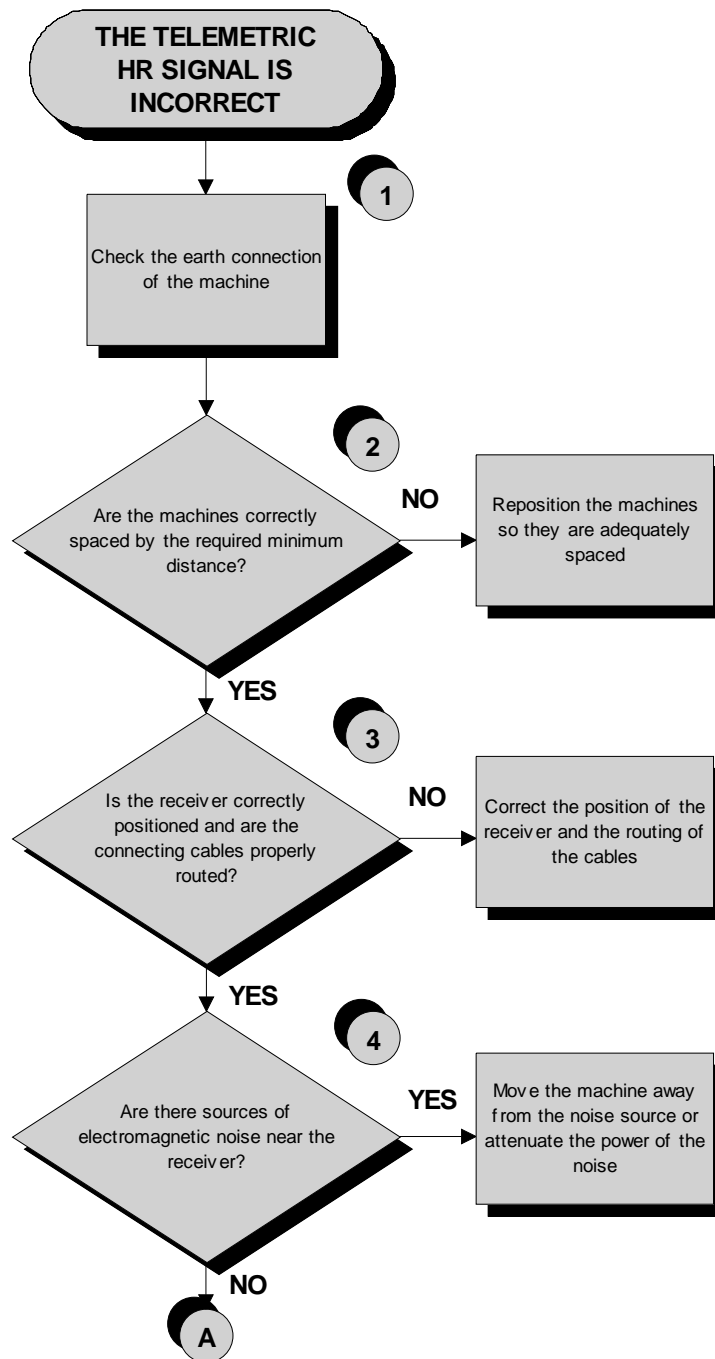 THE TELEMETRIC
HR SIGNAL IS
INCORRECT
1
Check the earth connection
of the machine
2
Are the machines correctly
spaced by the required minimum
distance?
NO
Reposition the machines
so they are adequately
spaced
YES
3
Is the receiver correctly
positioned and are the
connecting cables properly
routed?
NO
Correct the position of the
receiver and the routing of
the cables
YES
4
Are there sources of
electromagnetic noise near the
receiver?
YES
Move the machine away
from the noise source or
attenuate the power of the
noise
NO
A